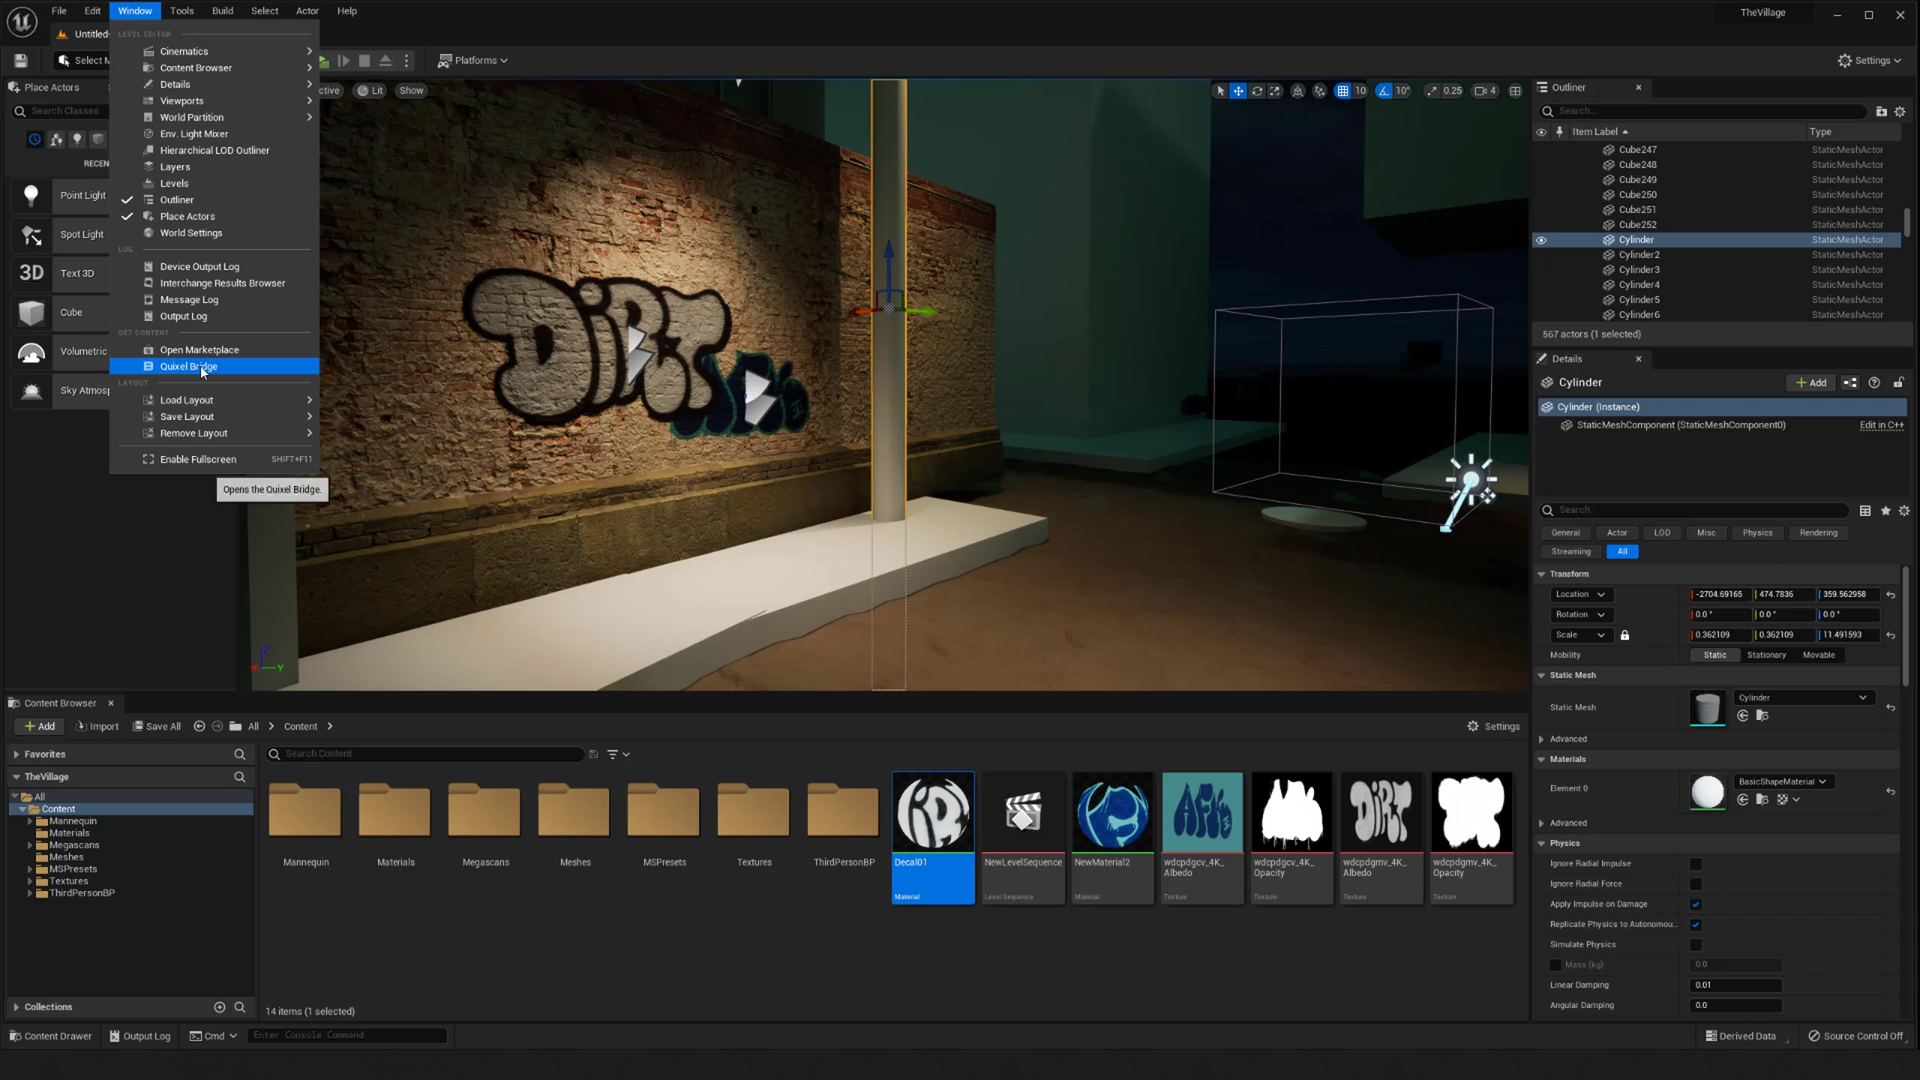 File Edit Window Tools Build Select Actor Help
TheVillage
Untitled
Select M
Platforms
Settings
LEVEL EDITOR
Cinematics
Content Browser
Details
Viewports
World Partition
Env. Light Mixer
Hierarchical LOD Outliner
Layers
Levels
Outliner
Place Actors
World Settings
LOG
Device Output Log
Interchange Results Browser
Message Log
Output Log
GET CONTENT
Open Marketplace
Quixel Bridge
LAYOUT
Load Layout
Save Layout
Remove Layout
Enable Fullscreen SHIFT+F11
Opens the Quixel Bridge.
Place Actors
Search Classes
RECEN
Point Light
Spot Light
3D Text 3D
Cube
Volumetric
Sky Atmosp
ctive Lit Show
10 10° 0.25 4
DIRT
Outliner
Search...
Item Label Type
Cube247 StaticMeshActor
Cube248 StaticMeshActor
Cube249 StaticMeshActor
Cube250 StaticMeshActor
Cube251 StaticMeshActor
Cube252 StaticMeshActor
Cylinder StaticMeshActor
Cylinder2 StaticMeshActor
Cylinder3 StaticMeshActor
Cylinder4 StaticMeshActor
Cylinder5 StaticMeshActor
Cylinder6 StaticMeshActor
567 actors (1 selected)
Details
Cylinder
Add
Cylinder (Instance)
StaticMeshComponent (StaticMeshComponent0) Edit in C++
Search
General Actor LOD Misc Physics Rendering
Streaming All
Transform
Location -2704.69165 474.7836 359.562958
Rotation 0.0 ° 0.0 ° 0.0 °
Scale 0.362109 0.362109 11.491593
Mobility Static Stationary Movable
Static Mesh
Static Mesh Cylinder
Advanced
Materials
Element 0 BasicShapeMaterial
Advanced
Physics
Ignore Radial Impulse
Ignore Radial Force
Apply Impulse on Damage
Replicate Physics to Autonomou...
Simulate Physics
Mass (kg) 0.0
Linear Damping 0.01
Angular Damping 0.0
Content Browser
Add Import Save All All Content Settings
Favorites
TheVillage
All
Content
Mannequin
Materials
Megascans
Meshes
MSPresets
Textures
ThirdPersonBP
Collections
Search Content
Mannequin Materials Megascans Meshes MSPresets Textures ThirdPersonBP
Decal01
Material
NewLevelSequence
Level Sequence
NewMaterial2
Material
wdcpdgcv_4K_
Albedo
Texture
wdcpdgcv_4K_
Opacity
Texture
wdcpdgmv_4K_
Albedo
Texture
wdcpdgmv_4K_
Opacity
Texture
14 items (1 selected)
Content Drawer Output Log Cmd Enter Console Command Derived Data Source Control Off